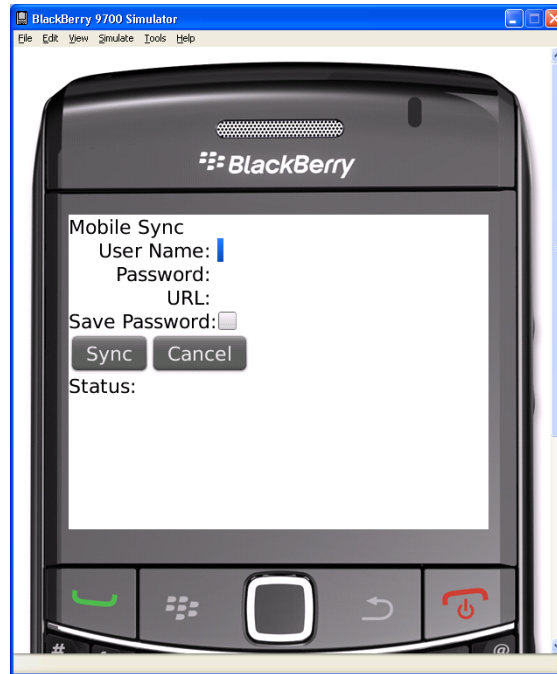 BlackBerry 9700 Simulator
File Edit View Simulate Tools Help
BlackBerry
Mobile Sync
User Name:
Password:
URL:
Save Password:
Sync Cancel
Status:
#
@